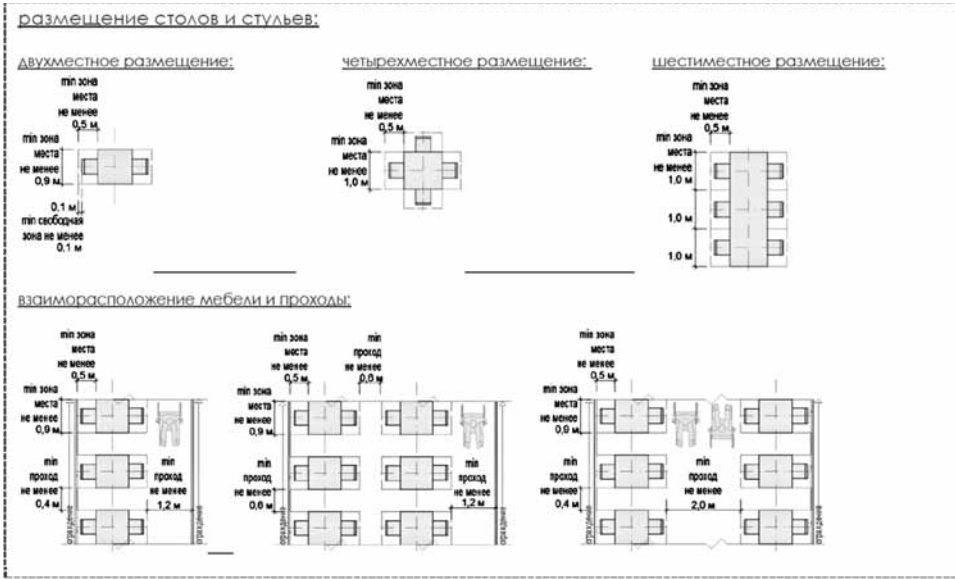 размещение столов и стульев:
двухместное размещение:
min зона
места
не менее
0,5 м
min зона
места
не менее
0,9 м
0,1 м
min свободная
зона не менее
0,1 м
четырехместное размещение:
min зона
места
не менее
0,5 м
min зона
места
не менее
1,0 м
шестиместное размещение:
min зона
места
не менее
0,5 м
min зона
места
не менее
1,0 м
1,0 м
1,0 м
взаиморасположение мебели и проходы:
min зона
места
не менее
0,5 м
min зона
места
не менее
0,9 м
min
проход
не менее
0,4 м
min
проход
не менее
1,2 м
ограждение
ограждение
min зона
места
не менее
0,5 м
min
проход
не менее
0,6 м
min зона
места
не менее
0,9 м
min
проход
не менее
0,6 м
min
проход
не менее
1,2 м
ограждение
ограждение
min зона
места
не менее
0,5 м
min зона
места
не менее
0,9 м
min
проход
не менее
0,4 м
min
проход
не менее
2,0 м
ограждение
ограждение